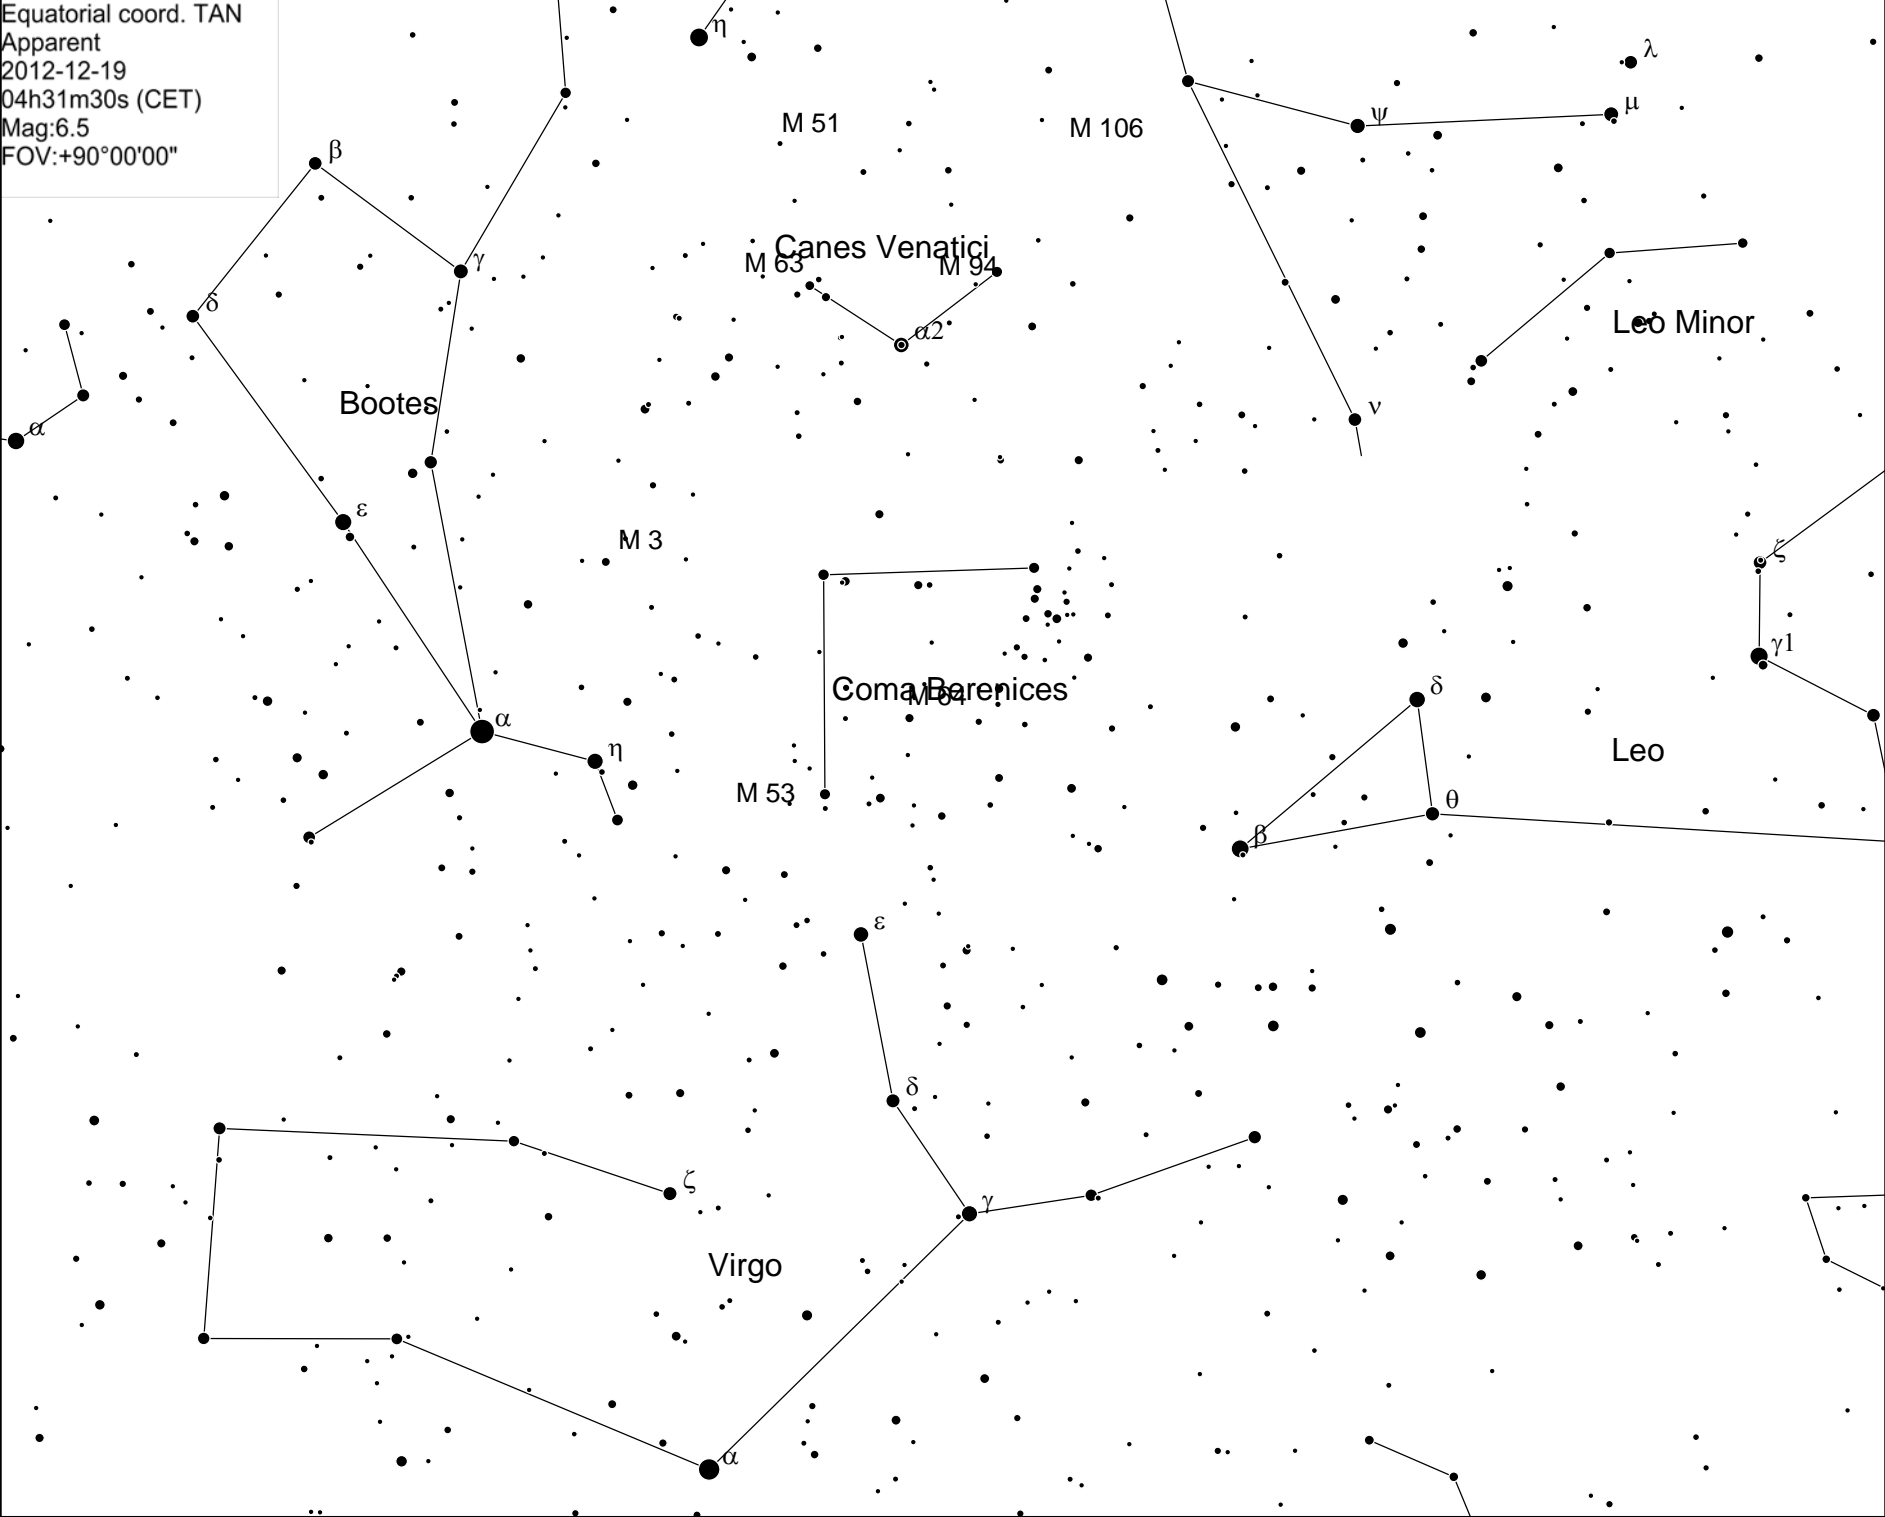 Equatorial coord. TAN
Apparent
2012-12-19
04h31m30s (CET)
Mag:6.5
FOV:+90°00'00"
η
λ
μ
ψ
M 51
M 106
β
Canes Venatici
γ
M 63
M 94
δ
α2
Leo Minor
Bootes
ν
α
ε
M 3
ζ
γ1
Coma Berenices
M 64
δ
α
η
Leo
M 53
θ
β
ε
δ
ζ
γ
Virgo
α